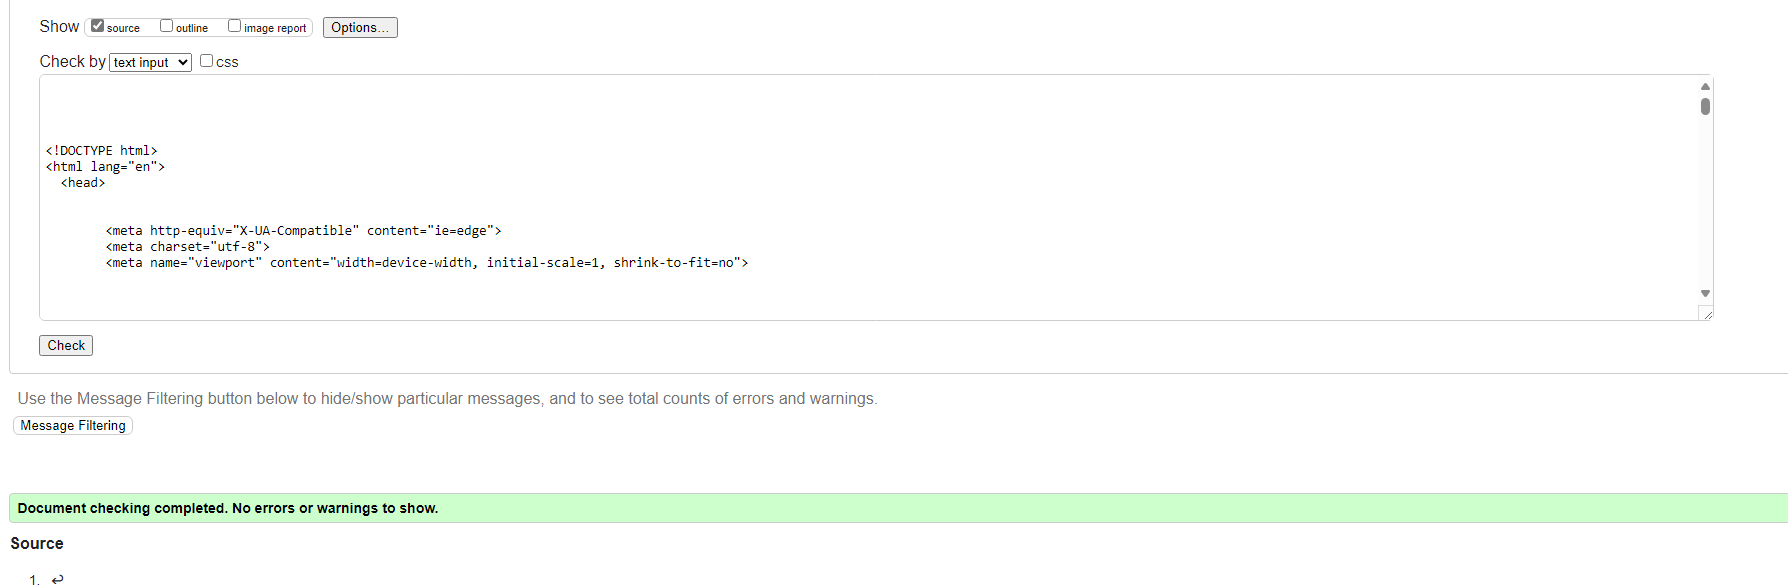 Show source outline image report Options...
Check by text input css
<!DOCTYPE html>
<html lang="en">
<head>
<meta http-equiv="X-UA-Compatible" content="ie=edge">
<meta charset="utf-8">
<meta name="viewport" content="width=device-width, initial-scale=1, shrink-to-fit=no">
Check
Use the Message Filtering button below to hide/show particular messages, and to see total counts of errors and warnings.
Message Filtering
Document checking completed. No errors or warnings to show.
Source
1. ↩